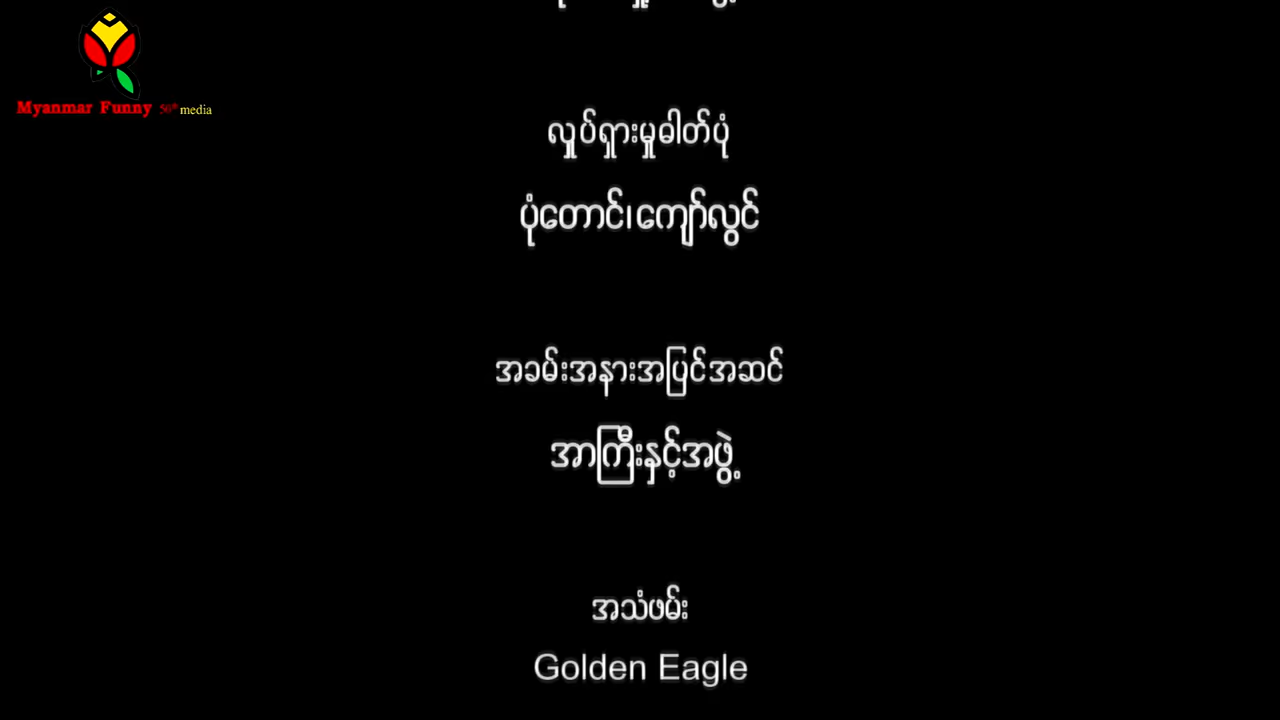 Myanmar Funny media
လှုပ်ရှားမှုဓါတ်ပုံ
ပုံတောင်၊ကျော်လွင်
အခမ်းအနားအပြင်အဆင်
အာကြီးနှင့်အဖွဲ့
အသံဖမ်း
Golden Eagle